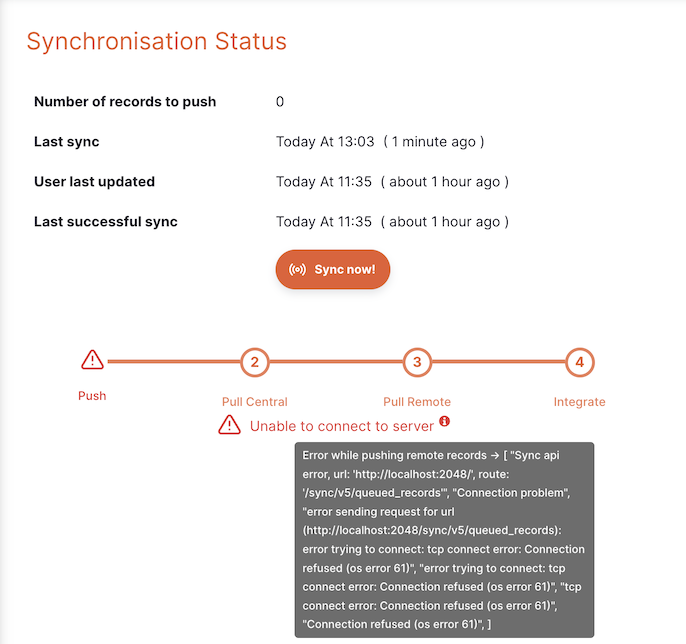 Synchronisation Status
Number of records to push 0
Last sync Today At 13:03 ( 1 minute ago )
User last updated Today At 11:35 ( about 1 hour ago )
Last successful sync Today At 11:35 ( about 1 hour ago )
Sync now!
2 3 4
Push Pull Central Pull Remote Integrate
Unable to connect to server
Error while pushing remote records → [ "Sync api
error, url: 'http://localhost:2048/', route:
'/sync/v5/queued_records'", "Connection problem",
"error sending request for url
(http://localhost:2048/sync/v5/queued_records):
error trying to connect: tcp connect error: Connection
refused (os error 61)", "error trying to connect: tcp
connect error: Connection refused (os error 61)", "tcp
connect error: Connection refused (os error 61)",
"Connection refused (os error 61)", ]